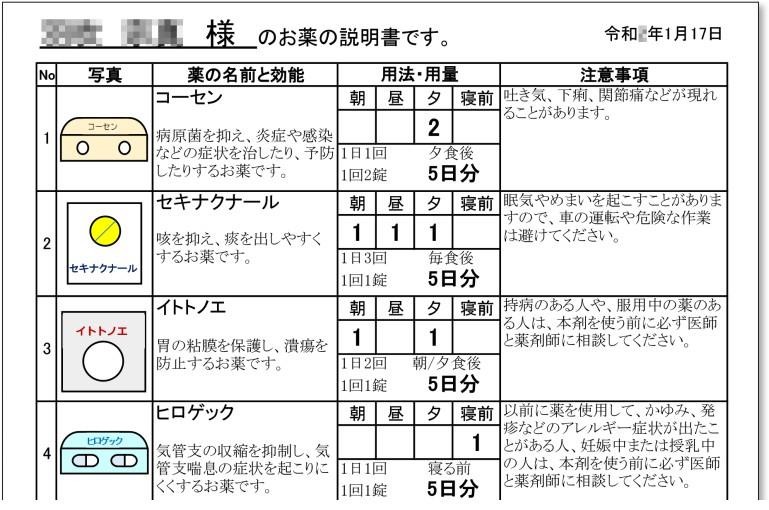 様 のお薬の説明書です。
令和 年1月17日
No 写真 薬の名前と効能 用法・用量 注意事項
1
コーセン
コーセン
病原菌を抑え、炎症や感染
などの症状を治したり、予防
したりするお薬です。
朝 昼 夕 寝前
2
1日1回 夕食後
1回2錠 5日分
吐き気、下痢、関節痛などが現れ
ることがあります。
2
セキナクナール
セキナクナール
咳を抑え、痰を出しやすく
するお薬です。
朝 昼 夕 寝前
1 1 1
1日3回 毎食後
1回1錠 5日分
眠気やめまいを起こすことがありま
すので、車の運転や危険な作業
は避けてください。
3
イトトノエ
イトトノエ
胃の粘膜を保護し、潰瘍を
防止するお薬です。
朝 昼 夕 寝前
1 1
1日2回 朝/夕食後
1回1錠 5日分
持病のある人や、服用中の薬のあ
る人は、本剤を使う前に必ず医師
と薬剤師に相談してください。
4
ヒロゲック
ヒロゲック
気管支の収縮を抑制し、気
管支喘息の症状を起こりに
くくするお薬です。
朝 昼 夕 寝前
1
1日1回 寝る前
1回1錠 5日分
以前に薬を使用して、かゆみ、発
疹などのアレルギー症状が出たこ
とがある人、妊娠中または授乳中
の人は、本剤を使う前に必ず医師
と薬剤師に相談してください。